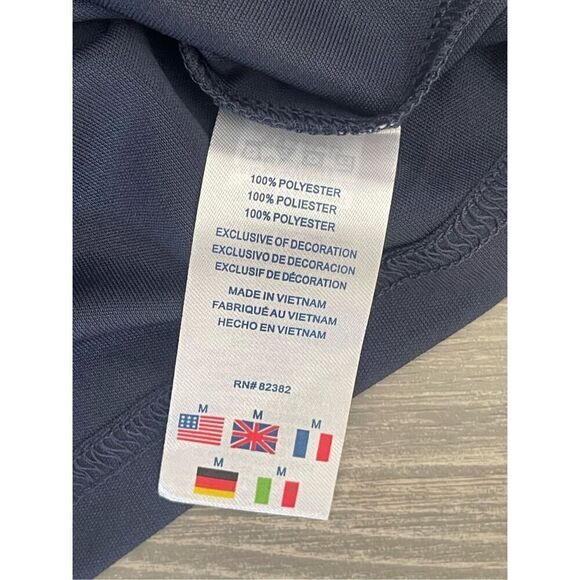 100% POLYESTER
100% POLIESTER
100% POLYESTER
EXCLUSIVE OF DECORATION
EXCLUSIVO DE DECORACION
EXCLUSIF DE DÉCORATION
MADE IN VIETNAM
FABRIQUÉ AU VIETNAM
HECHO EN VIETNAM
RN# 82382
M M M
M M